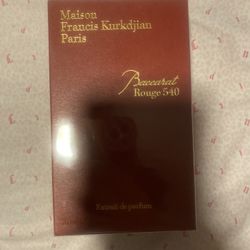 Maison
Francis Kurkdjian
Paris
Baccarat
Rouge 540
Extrait de parfum